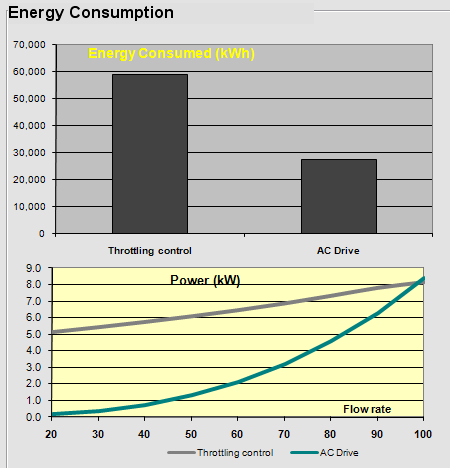 Energy Consumption
Energy Consumed (kWh)
70,000
60,000
50,000
40,000
30,000
20,000
10,000
0
Throttling control AC Drive
Power (kW)
9.0
8.0
7.0
6.0
5.0
4.0
3.0
2.0
1.0
0.0
Flow rate
20 30 40 50 60 70 80 90 100
Throttling control AC Drive